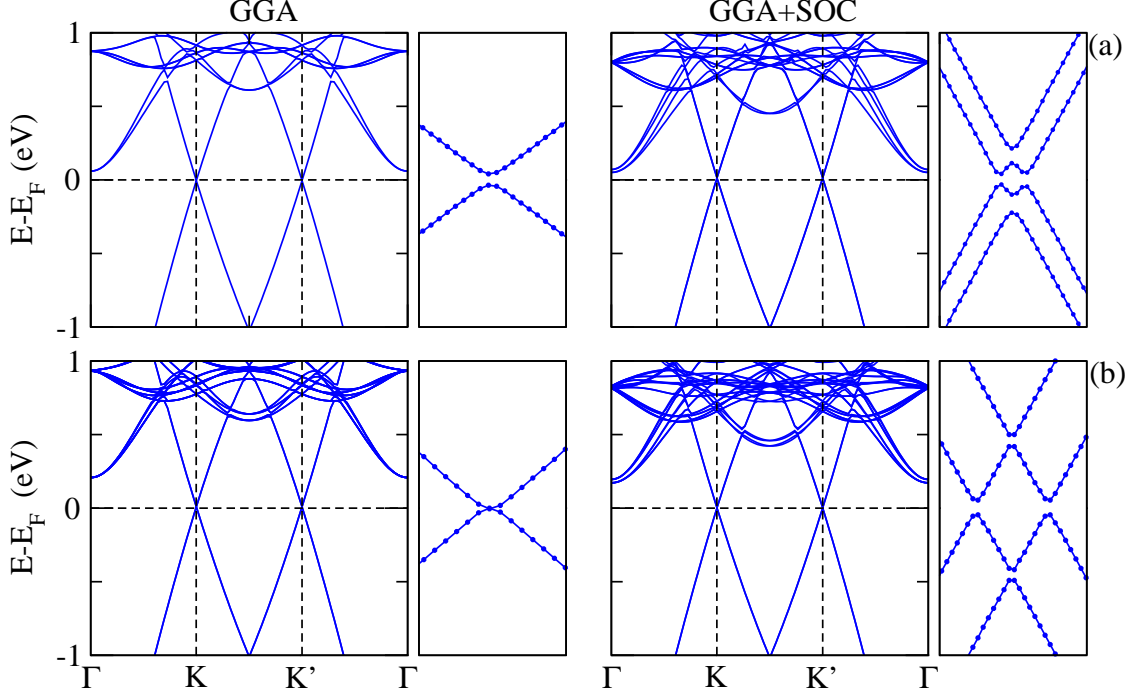 GGA GGA+SOC
1 (a)
E-E_F (eV)
0
-1
1 (b)
E-E_F (eV)
0
-1
Γ K K’ Γ Γ K K’ Γ